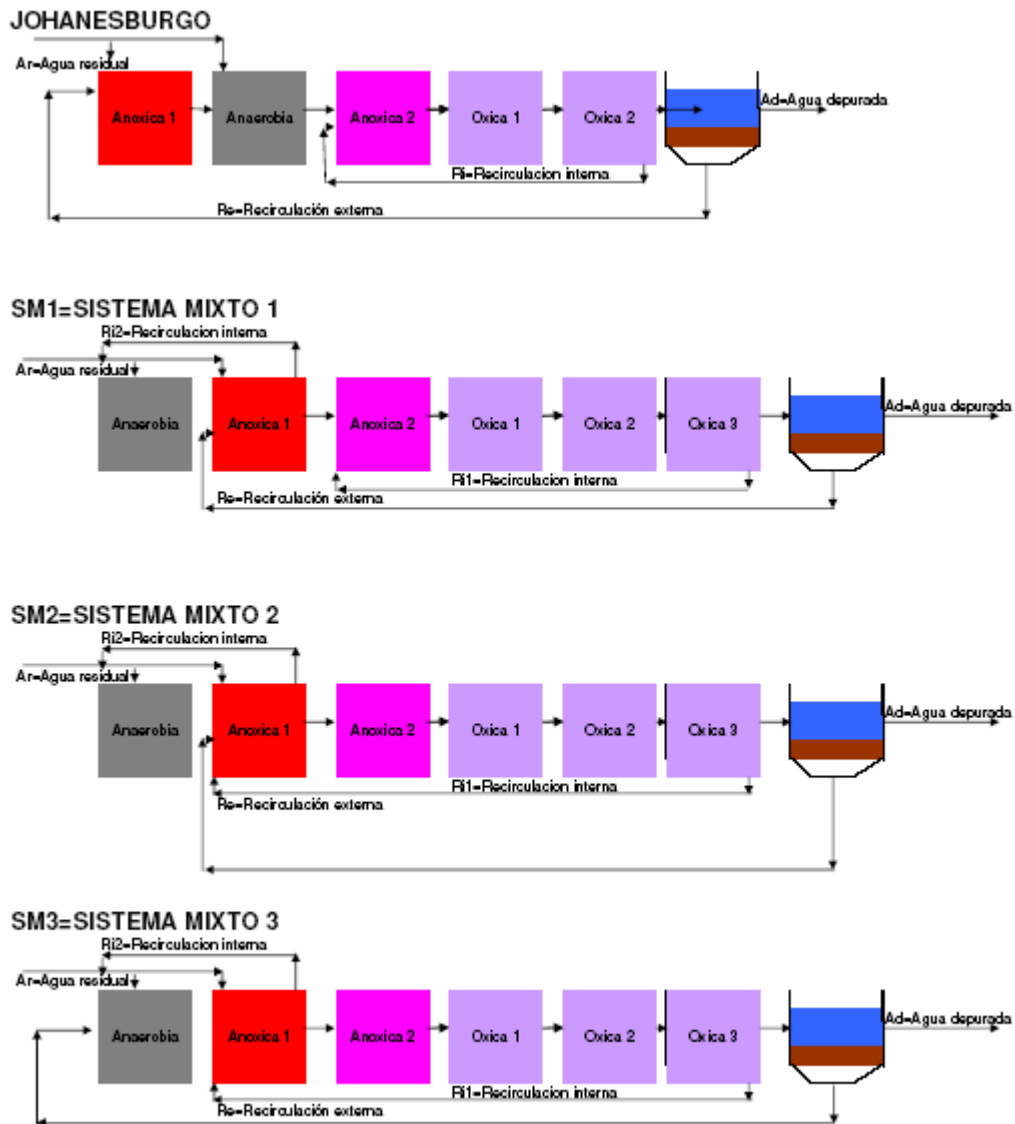 JOHANESBURGO
Ar=Agua residual
Anoxica 1
Anaerobia
Anoxica 2
Oxica 1
Oxica 2
Ad=Agua depurada
Ri=Recirculacion interna
Re=Recirculación externa
SM1=SISTEMA MIXTO 1
Ri2=Recirculacion interna
Ar=Agua residual
Anaerobia
Anoxica 1
Anoxica 2
Oxica 1
Oxica 2
Oxica 3
Ad=Agua depurada
Ri1=Recirculacion interna
Re=Recirculación externa
SM2=SISTEMA MIXTO 2
Ri2=Recirculacion interna
Ar=Agua residual
Anaerobia
Anoxica 1
Anoxica 2
Oxica 1
Oxica 2
Oxica 3
Ad=Agua depurada
Ri1=Recirculacion interna
Re=Recirculación externa
SM3=SISTEMA MIXTO 3
Ri2=Recirculacion interna
Ar=Agua residual
Anaerobia
Anoxica 1
Anoxica 2
Oxica 1
Oxica 2
Oxica 3
Ad=Agua depurada
Ri1=Recirculacion interna
Re=Recirculación externa